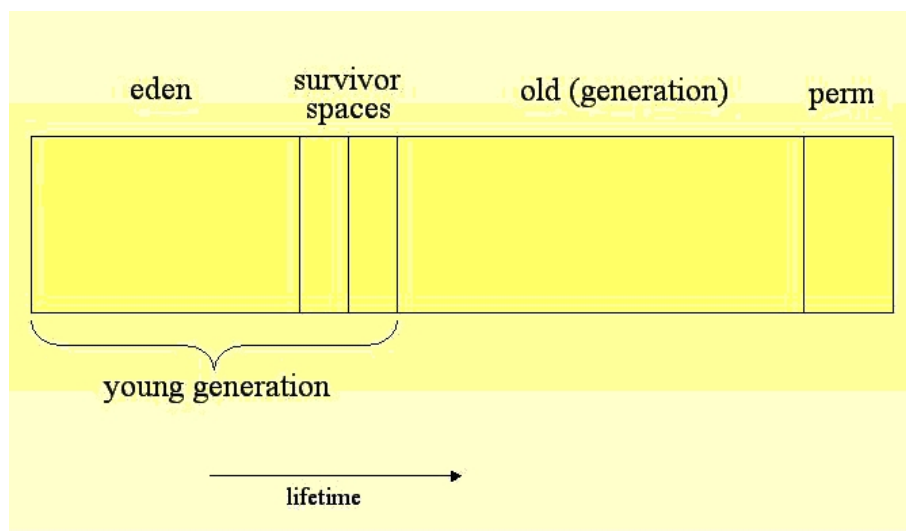 eden
survivor
spaces
old (generation)
perm
young generation
lifetime